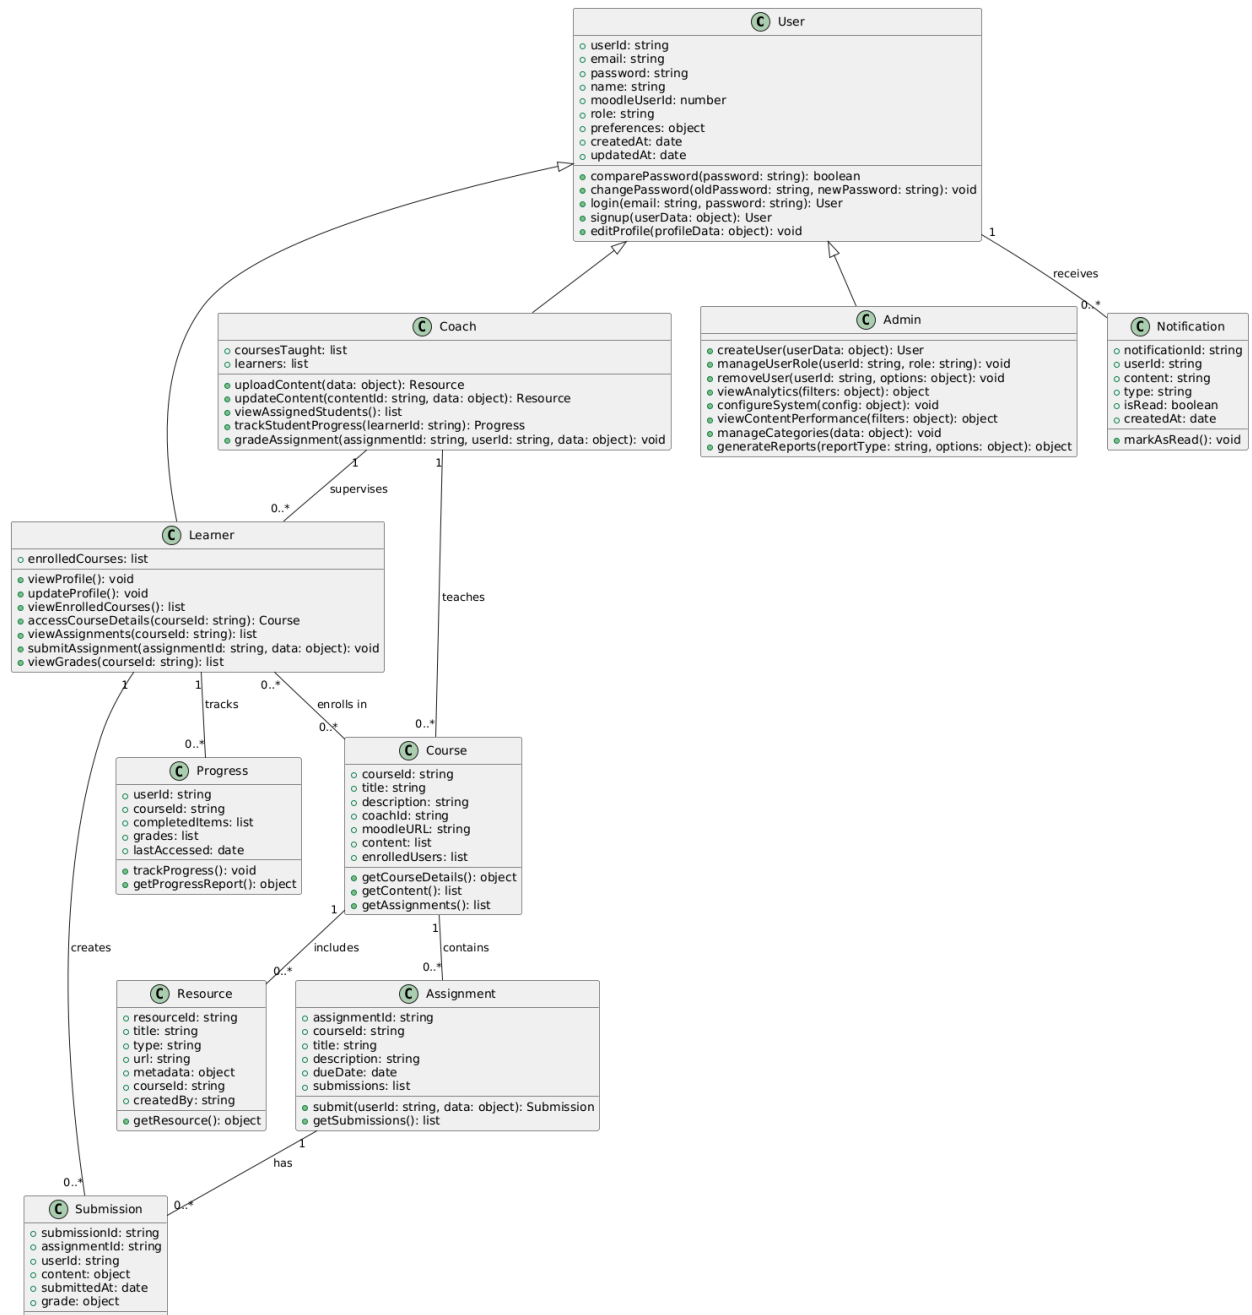 C User
userId: string
email: string
password: string
name: string
moodleUserId: number
role: string
preferences: object
createdAt: date
updatedAt: date
comparePassword(password: string): boolean
changePassword(oldPassword: string, newPassword: string): void
login(email: string, password: string): User
signup(userData: object): User
editProfile(profileData: object): void
1
receives
0..*
C Coach
coursesTaught: list
learners: list
uploadContent(data: object): Resource
updateContent(contentId: string, data: object): Resource
viewAssignedStudents(): list
trackStudentProgress(learnerId: string): Progress
gradeAssignment(assignmentId: string, userId: string, data: object): void
C Admin
createUser(userData: object): User
manageUserRole(userId: string, role: string): void
removeUser(userId: string, options: object): void
viewAnalytics(filters: object): object
configureSystem(config: object): void
viewContentPerformance(filters: object): object
manageCategories(data: object): void
generateReports(reportType: string, options: object): object
C Notification
notificationId: string
userId: string
content: string
type: string
isRead: boolean
createdAt: date
markAsRead(): void
1
supervises
0..*
1
teaches
0..*
C Learner
enrolledCourses: list
viewProfile(): void
updateProfile(): void
viewEnrolledCourses(): list
accessCourseDetails(courseId: string): Course
viewAssignments(courseId: string): list
submitAssignment(assignmentId: string, data: object): void
viewGrades(courseId: string): list
1
creates
0..*
1
tracks
0..*
0..*
enrolls in
0..*
C Progress
userId: string
courseId: string
completedItems: list
grades: list
lastAccessed: date
trackProgress(): void
getProgressReport(): object
C Course
courseId: string
title: string
description: string
coachId: string
moodleURL: string
content: list
enrolledUsers: list
getCourseDetails(): object
getContent(): list
getAssignments(): list
1
includes
0..*
1
contains
0..*
C Resource
resourceId: string
title: string
type: string
url: string
metadata: object
courseId: string
createdBy: string
getResource(): object
C Assignment
assignmentId: string
courseId: string
title: string
description: string
dueDate: date
submissions: list
submit(userId: string, data: object): Submission
getSubmissions(): list
1
has
0..*
C Submission
submissionId: string
assignmentId: string
userId: string
content: object
submittedAt: date
grade: object